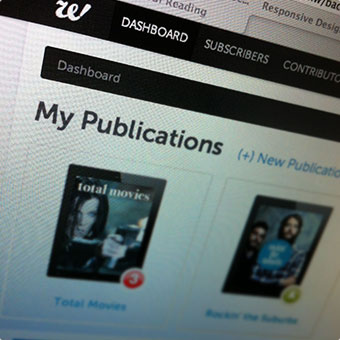 Reading
Responsive Desig
DASHBOARD
SUBSCRIBERS
CONTRIBUTO
Dashboard
My Publications
(+) New Publicatio
total movies
3
4
Total Movies
Rockin' the Suburbs